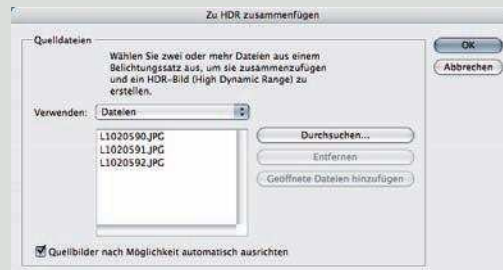 Zu HDR zusammenfügen
Quelldateien
Wählen Sie zwei oder mehr Dateien aus einem
Belichtungssatz aus, um sie zusammenzufügen
und ein HDR-Bild (High Dynamic Range) zu
erstellen.
Verwenden: Dateien
L1020590.JPG
L1020591.JPG
L1020592.JPG
Durchsuchen...
Entfernen
Geöffnete Dateien hinzufügen
Quellbilder nach Möglichkeit automatisch ausrichten
OK
Abbrechen